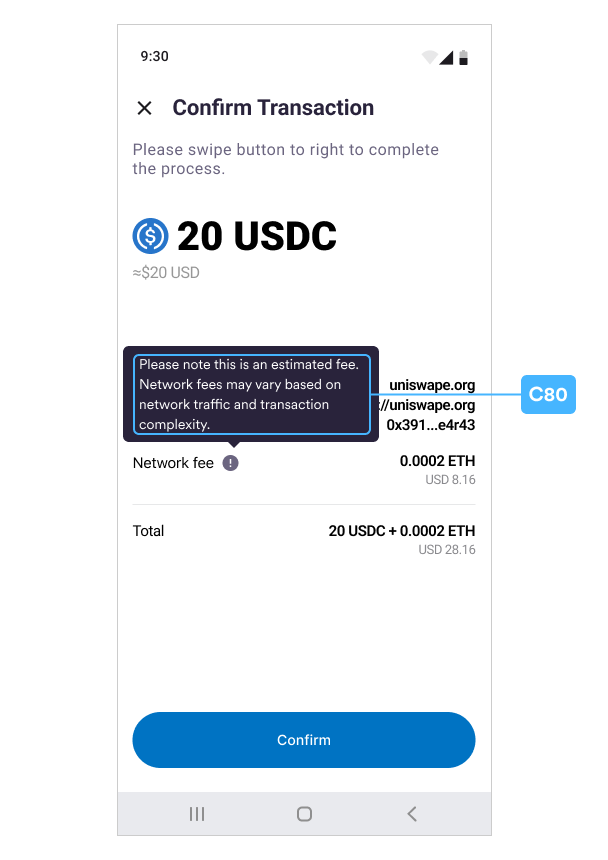 9:30
Confirm Transaction
Please swipe button to right to complete
the process.
20 USDC
≈$20 USD
Please note this is an estimated fee.
Network fees may vary based on
network traffic and transaction
complexity.
uniswape.org
://uniswape.org
0x391...e4r43
C80
Network fee
0.0002 ETH
USD 8.16
Total
20 USDC + 0.0002 ETH
USD 28.16
Confirm